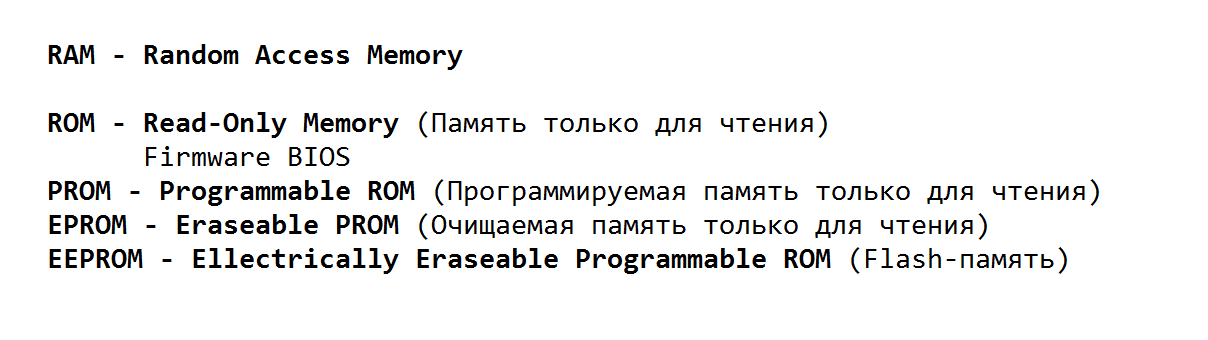 RAM - Random Access Memory
ROM - Read-Only Memory (Память только для чтения)
Firmware BIOS
PROM - Programmable ROM (Программируемая память только для чтения)
EPROM - Eraseable PROM (Очищаемая память только для чтения)
EEPROM - Ellectrically Eraseable Programmable ROM (Flash-память)